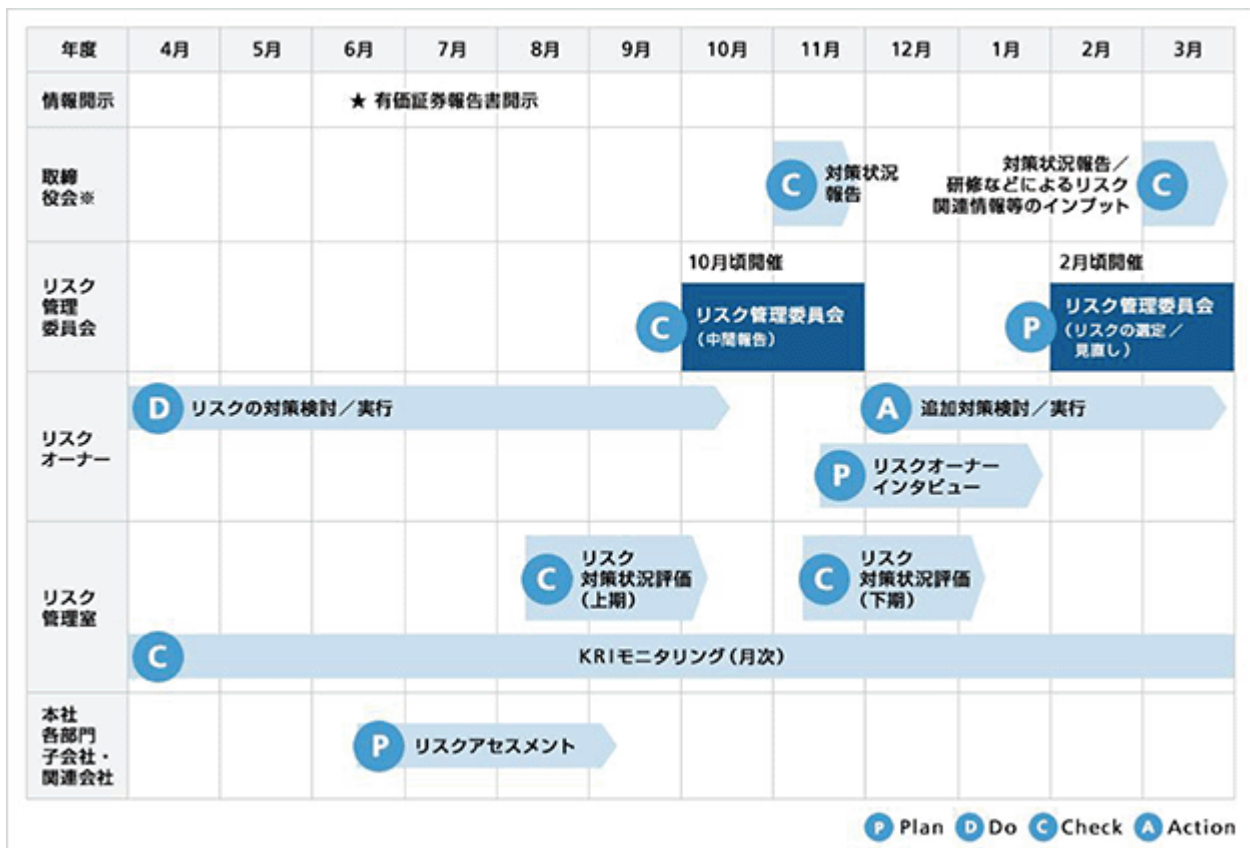 年度 4月 5月 6月 7月 8月 9月 10月 11月 12月 1月 2月 3月
情報開示
★ 有価証券報告書開示
取締
役会※
C
対策状況
報告
対策状況報告／
研修などによるリスク
関連情報等のインプット
C
リスク
管理
委員会
10月頃開催
C
リスク管理委員会
（中間報告）
2月頃開催
P
リスク管理委員会
（リスクの選定／
見直し）
リスク
オーナー
D リスクの対策検討／実行
A 追加対策検討／実行
P
リスクオーナー
インタビュー
リスク
管理室
C
リスク
対策状況評価
（上期）
C
リスク
対策状況評価
（下期）
C KRIモニタリング（月次）
本社
各部門
子会社・
関連会社
P リスクアセスメント
P Plan D Do C Check A Action